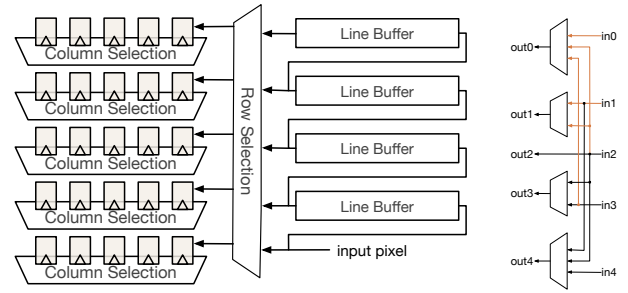 Column Selection
Column Selection
Column Selection
Column Selection
Column Selection
Row Selection
Line Buffer
Line Buffer
Line Buffer
Line Buffer
input pixel
out0
in0
out1
in1
out2
in2
out3
in3
out4
in4